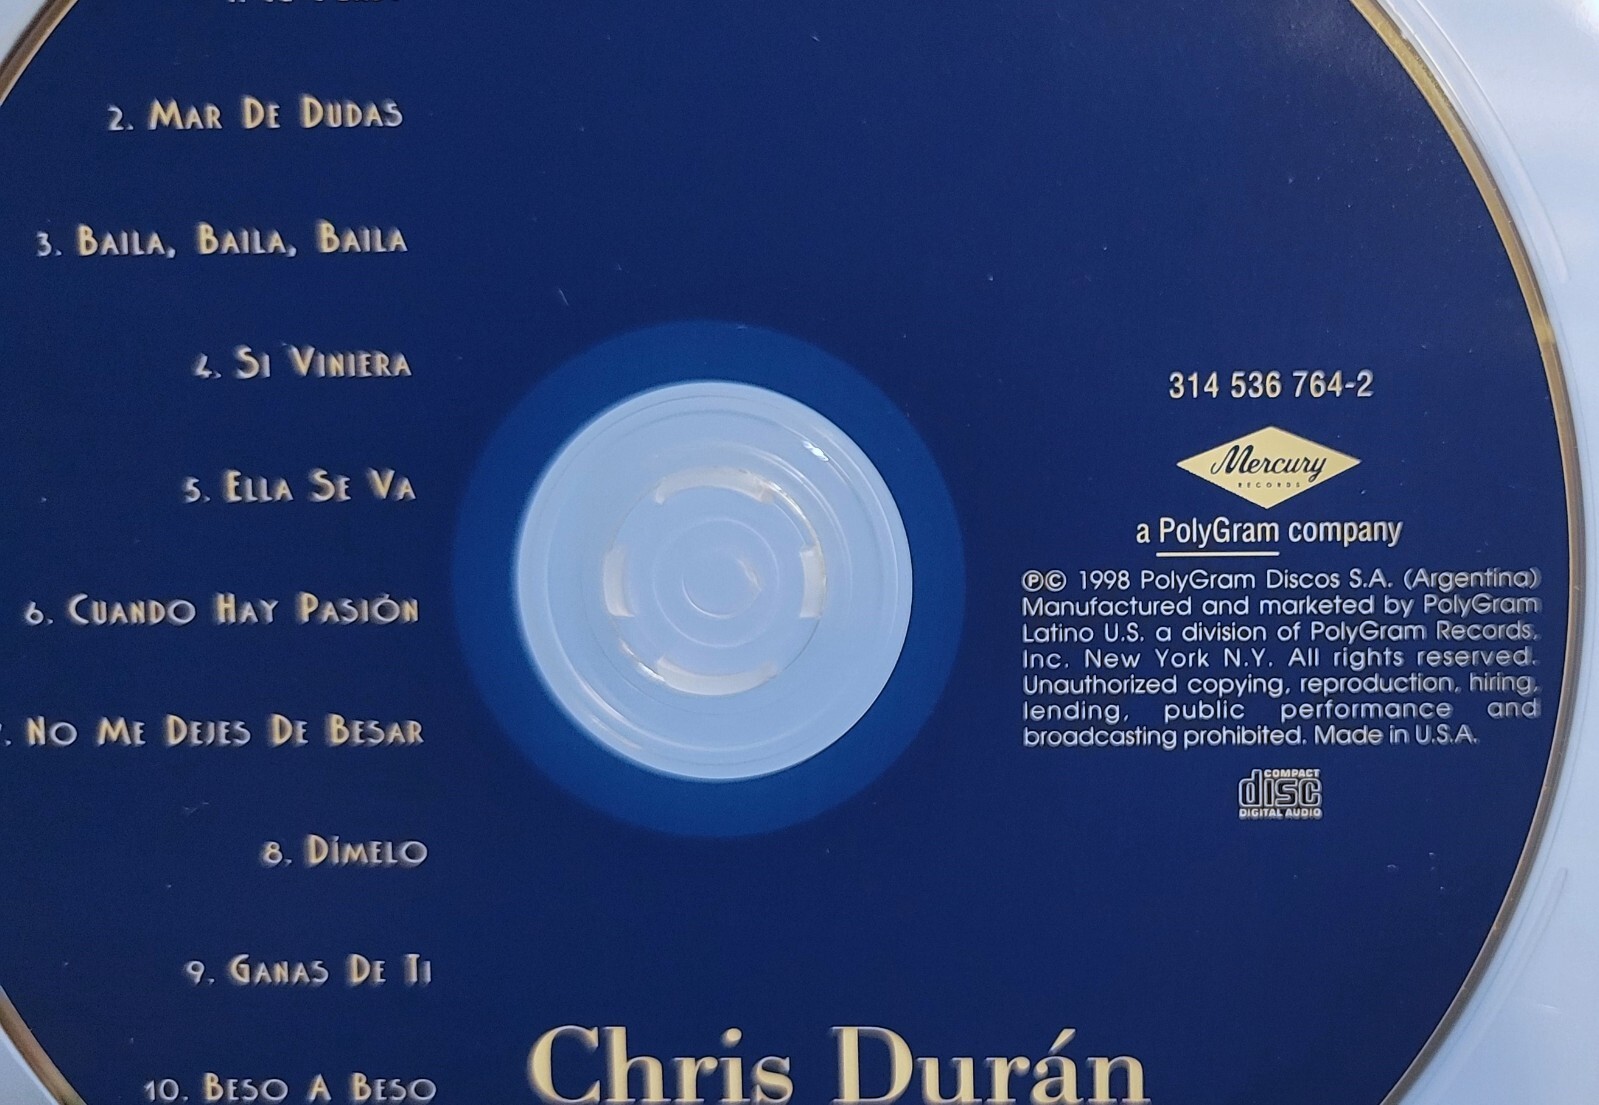 2. Mar De Dudas
3. Baila, Baila, Baila
4. Si Viniera
5. Ella Se Va
6. Cuando Hay Pasión
. No Me Dejes De Besar
8. Dímelo
9. Ganas De Ti
10. Beso A Beso
314 536 764-2
Mercury
RECORDS
a PolyGram company
℗© 1998 PolyGram Discos S.A. (Argentina)
Manufactured and marketed by PolyGram
Latino U.S. a division of PolyGram Records,
Inc. New York N.Y. All rights reserved.
Unauthorized copying, reproduction, hiring,
lending, public performance and
broadcasting prohibited. Made in U.S.A.
COMPACT
disc
DIGITAL AUDIO
Chris Durán